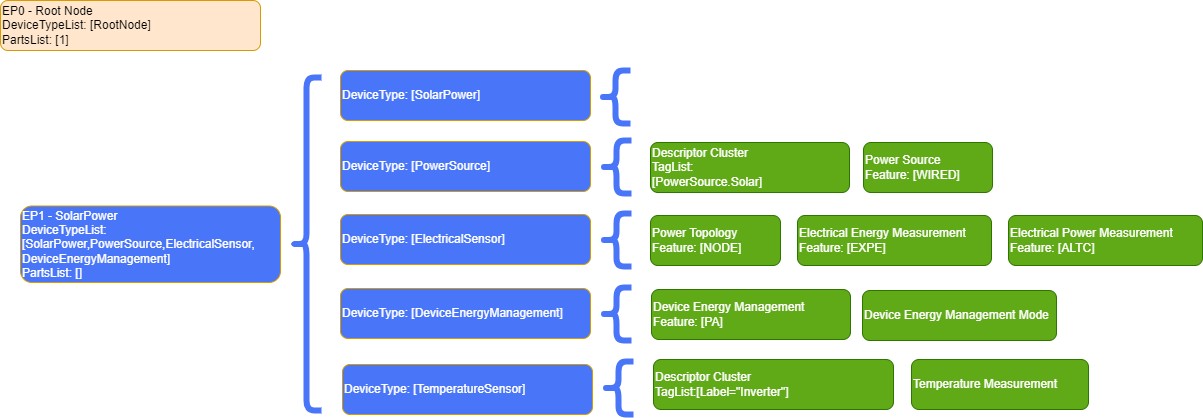 EP0 - Root Node
DeviceTypeList: [RootNode]
PartsList: [1]
DeviceType: [SolarPower]
DeviceType: [PowerSource]
Descriptor Cluster
TagList:
[PowerSource.Solar]
Power Source
Feature: [WIRED]
EP1 - SolarPower
DeviceTypeList:
[SolarPower,PowerSource,ElectricalSensor,
DeviceEnergyManagement]
PartsList: []
DeviceType: [ElectricalSensor]
Power Topology
Feature: [NODE]
Electrical Energy Measurement
Feature: [EXPE]
Electrical Power Measurement
Feature: [ALTC]
DeviceType: [DeviceEnergyManagement]
Device Energy Management
Feature: [PA]
Device Energy Management Mode
DeviceType: [TemperatureSensor]
Descriptor Cluster
TagList:[Label="Inverter"]
Temperature Measurement